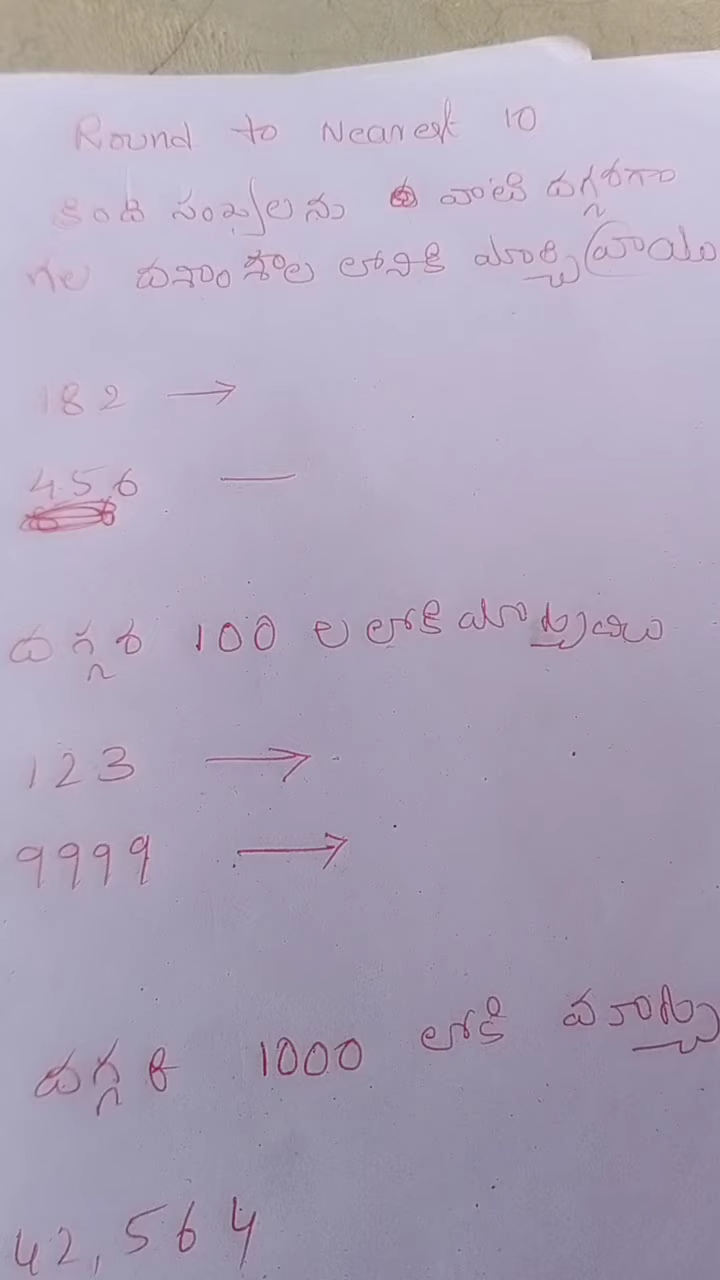 Round to Nearest 10
కింది సంఖ్యలను వాటి దగ్గరగా
గల దశాంశాల లోనికి మార్చి వ్రాయుం
182 →
456 —
దగ్గర 100 ల లోకి మార్చుము
123 →
9999 →
దగ్గర 1000 లోకి మార్చు
42,564